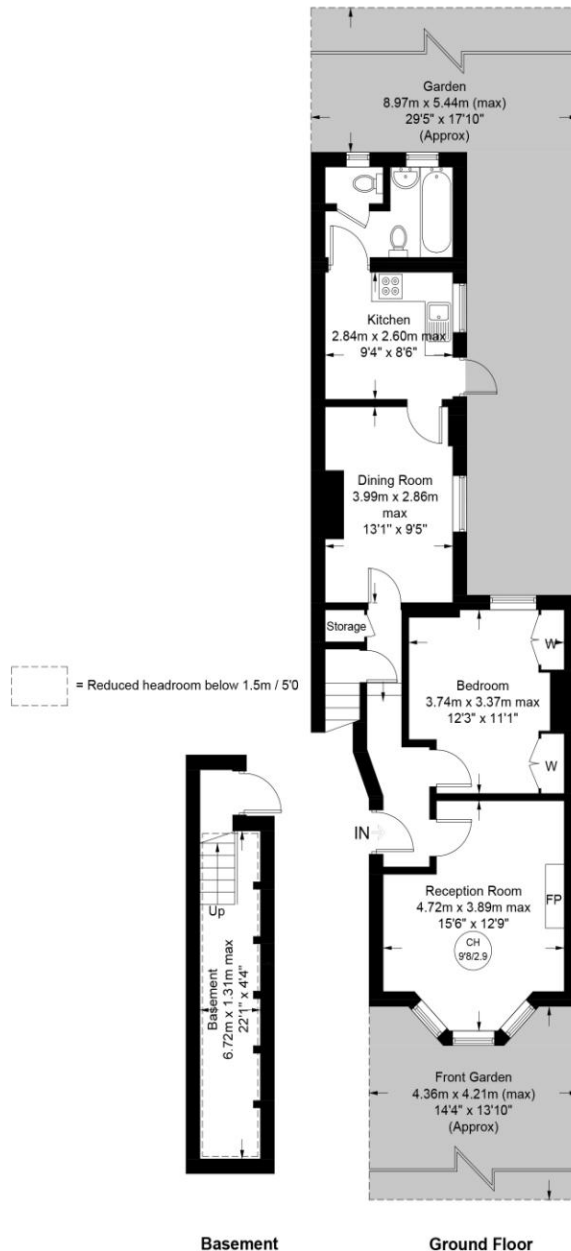 Garden
8.97m x 5.44m (max)
29'5" x 17'10"
(Approx)
Kitchen
2.84m x 2.60m max
9'4" x 8'6"
Dining Room
3.99m x 2.86m
max
13'1" x 9'5"
Storage
W
Bedroom
3.74m x 3.37m max
12'3" x 11'1"
W
= Reduced headroom below 1.5m / 5'0
IN
Reception Room
4.72m x 3.89m max
15'6" x 12'9"
FP
CH
9'8/2.9
Up
Basement
6.72m x 1.31m max
22'1" x 4'4"
Front Garden
4.36m x 4.21m (max)
14'4" x 13'10"
(Approx)
Basement
Ground Floor